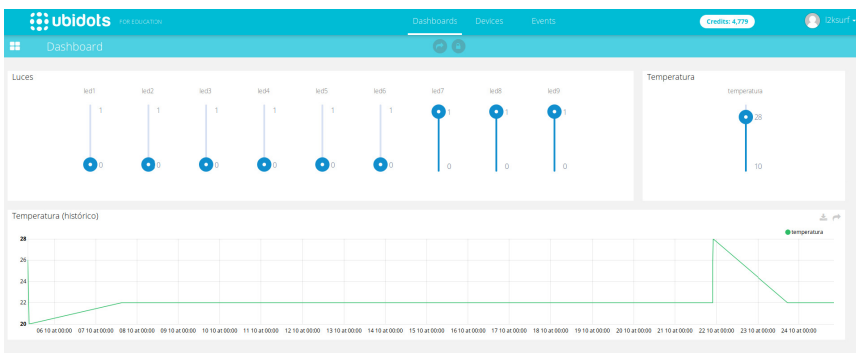 ubidots FOR EDUCATION Dashboards Devices Events Credits: 4,779 l2ksurf
Dashboard
Luces
led1 led2 led3 led4 led5 led6 led7 led8 led9
1 1 1 1 1 1 1 1 1
0 0 0 0 0 0 0 0 0
Temperatura
temperatura
28
10
Temperatura (histórico)
temperatura
28
26
24
22
20
06 10 at 00:00 07 10 at 00:00 08 10 at 00:00 09 10 at 00:00 10 10 at 00:00 11 10 at 00:00 12 10 at 00:00 13 10 at 00:00 14 10 at 00:00 15 10 at 00:00 16 10 at 00:00 17 10 at 00:00 18 10 at 00:00 19 10 at 00:00 20 10 at 00:00 21 10 at 00:00 22 10 at 00:00 23 10 at 00:00 24 10 at 00:00